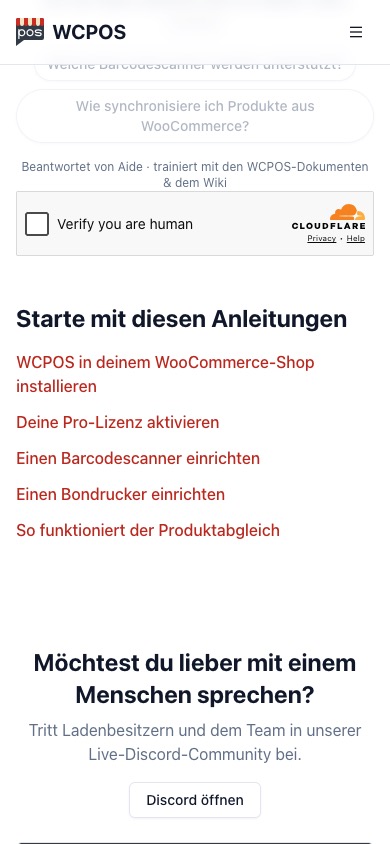 pos WCPOS
Welche Barcodescanner werden unterstützt?
Wie synchronisiere ich Produkte aus
WooCommerce?
Beantwortet von Aide · trainiert mit den WCPOS-Dokumenten
& dem Wiki
Verify you are human
CLOUDFLARE
Privacy • Help
Starte mit diesen Anleitungen
WCPOS in deinem WooCommerce-Shop
installieren
Deine Pro-Lizenz aktivieren
Einen Barcodescanner einrichten
Einen Bondrucker einrichten
So funktioniert der Produktabgleich
Möchtest du lieber mit einem
Menschen sprechen?
Tritt Ladenbesitzern und dem Team in unserer
Live-Discord-Community bei.
Discord öffnen